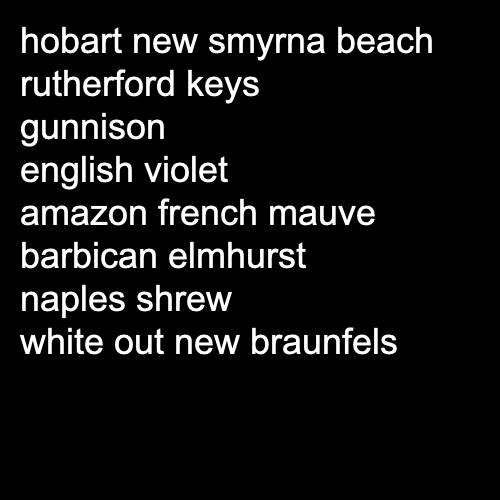 hobart new smyrna beach
rutherford keys
gunnison
english violet
amazon french mauve
barbican elmhurst
naples shrew
white out new braunfels